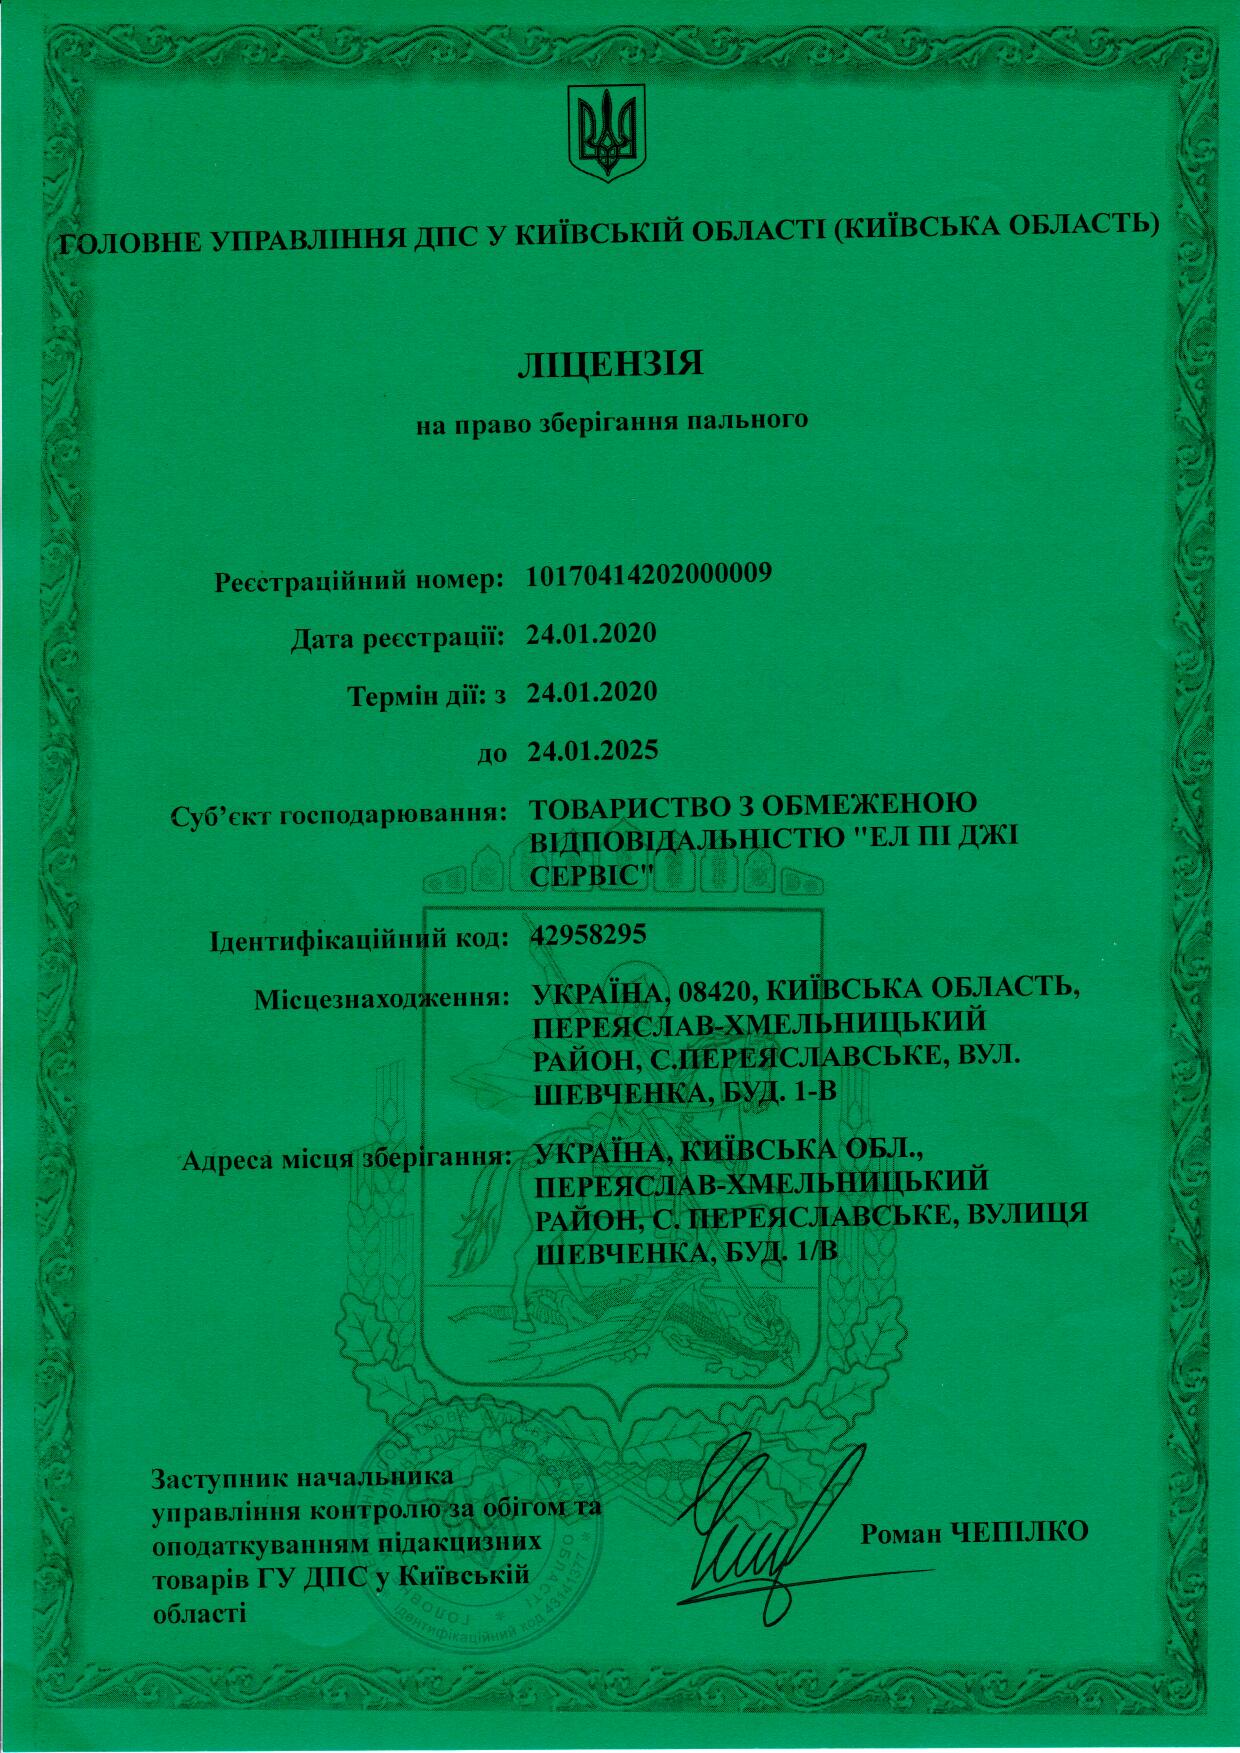 ГОЛОВНЕ УПРАВЛІННЯ ДПС У КИЇВСЬКІЙ ОБЛАСТІ (КИЇВСЬКА ОБЛАСТЬ)
ЛІЦЕНЗІЯ
на право зберігання пального
Реєстраційний номер: 10170414202000009
Дата реєстрації: 24.01.2020
Термін дії: з 24.01.2020
до 24.01.2025
Суб’єкт господарювання: ТОВАРИСТВО З ОБМЕЖЕНОЮ
ВІДПОВІДАЛЬНІСТЮ "ЕЛ ПІ ДЖІ
СЕРВІС"
Ідентифікаційний код: 42958295
Місцезнаходження: УКРАЇНА, 08420, КИЇВСЬКА ОБЛАСТЬ,
ПЕРЕЯСЛАВ-ХМЕЛЬНИЦЬКИЙ
РАЙОН, С.ПЕРЕЯСЛАВСЬКЕ, ВУЛ.
ШЕВЧЕНКА, БУД. 1-В
Адреса місця зберігання: УКРАЇНА, КИЇВСЬКА ОБЛ.,
ПЕРЕЯСЛАВ-ХМЕЛЬНИЦЬКИЙ
РАЙОН, С. ПЕРЕЯСЛАВСЬКЕ, ВУЛИЦЯ
ШЕВЧЕНКА, БУД. 1/В
Заступник начальника
управління контролю за обігом та
оподаткуванням підакцизних
товарів ГУ ДПС у Київській
області
Роман ЧЕПІЛКО
ідентифікаційний код 43141377